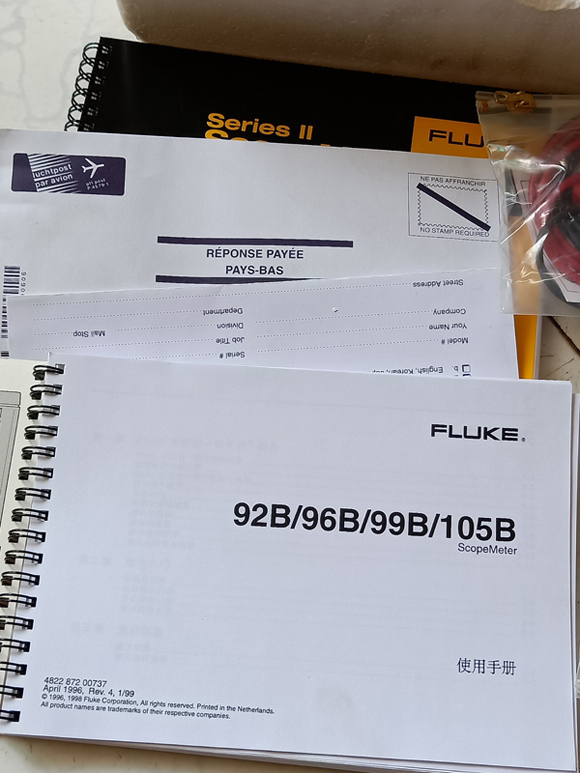 Series II
FLU
luchtpost
par avion
NE PAS AFFRANCHIR
NO STAMP REQUIRED
RÉPONSE PAYÉE
PAYS-BAS
Street Address
Company
Department
Your Name
Division
Mail Stop
Model #
Job Title
Serial #
English, Korean,
FLUKE®
92B/96B/99B/105B
ScopeMeter
使用手册
4822 872 00737
April 1996, Rev. 4, 1/99
© 1996, 1998 Fluke Corporation, All rights reserved. Printed in the Netherlands.
All product names are trademarks of their respective companies.